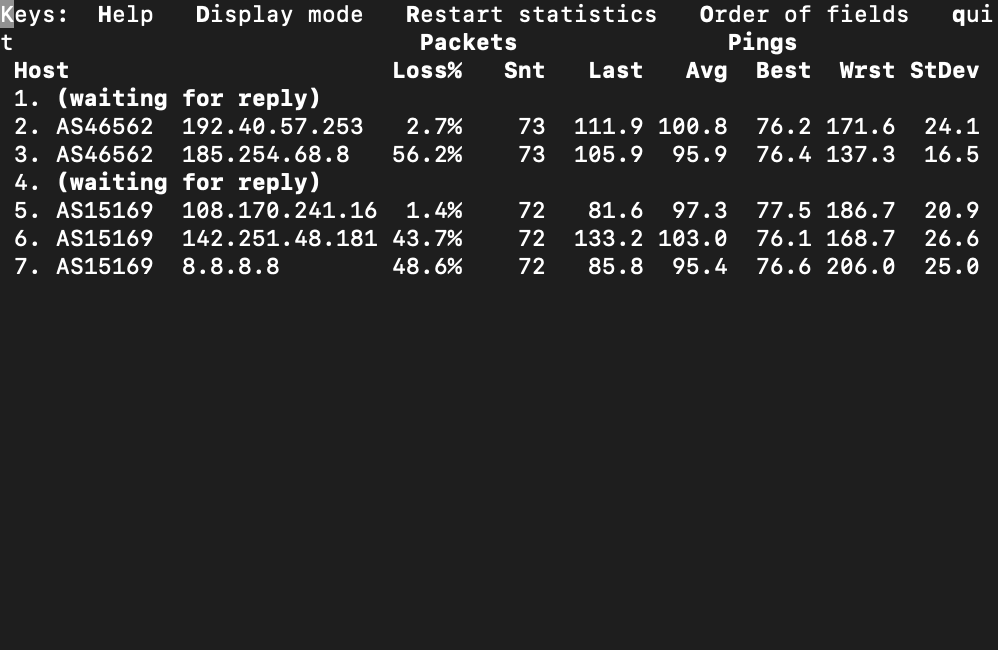 Keys:  Help   Display mode   Restart statistics   Order of fields   qui
t                             Packets               Pings
 Host                       Loss%   Snt   Last   Avg  Best  Wrst StDev
 1. (waiting for reply)
 2. AS46562  192.40.57.253   2.7%    73  111.9 100.8  76.2 171.6  24.1
 3. AS46562  185.254.68.8   56.2%    73  105.9  95.9  76.4 137.3  16.5
 4. (waiting for reply)
 5. AS15169  108.170.241.16  1.4%    72   81.6  97.3  77.5 186.7  20.9
 6. AS15169  142.251.48.181 43.7%    72  133.2 103.0  76.1 168.7  26.6
 7. AS15169  8.8.8.8        48.6%    72   85.8  95.4  76.6 206.0  25.0